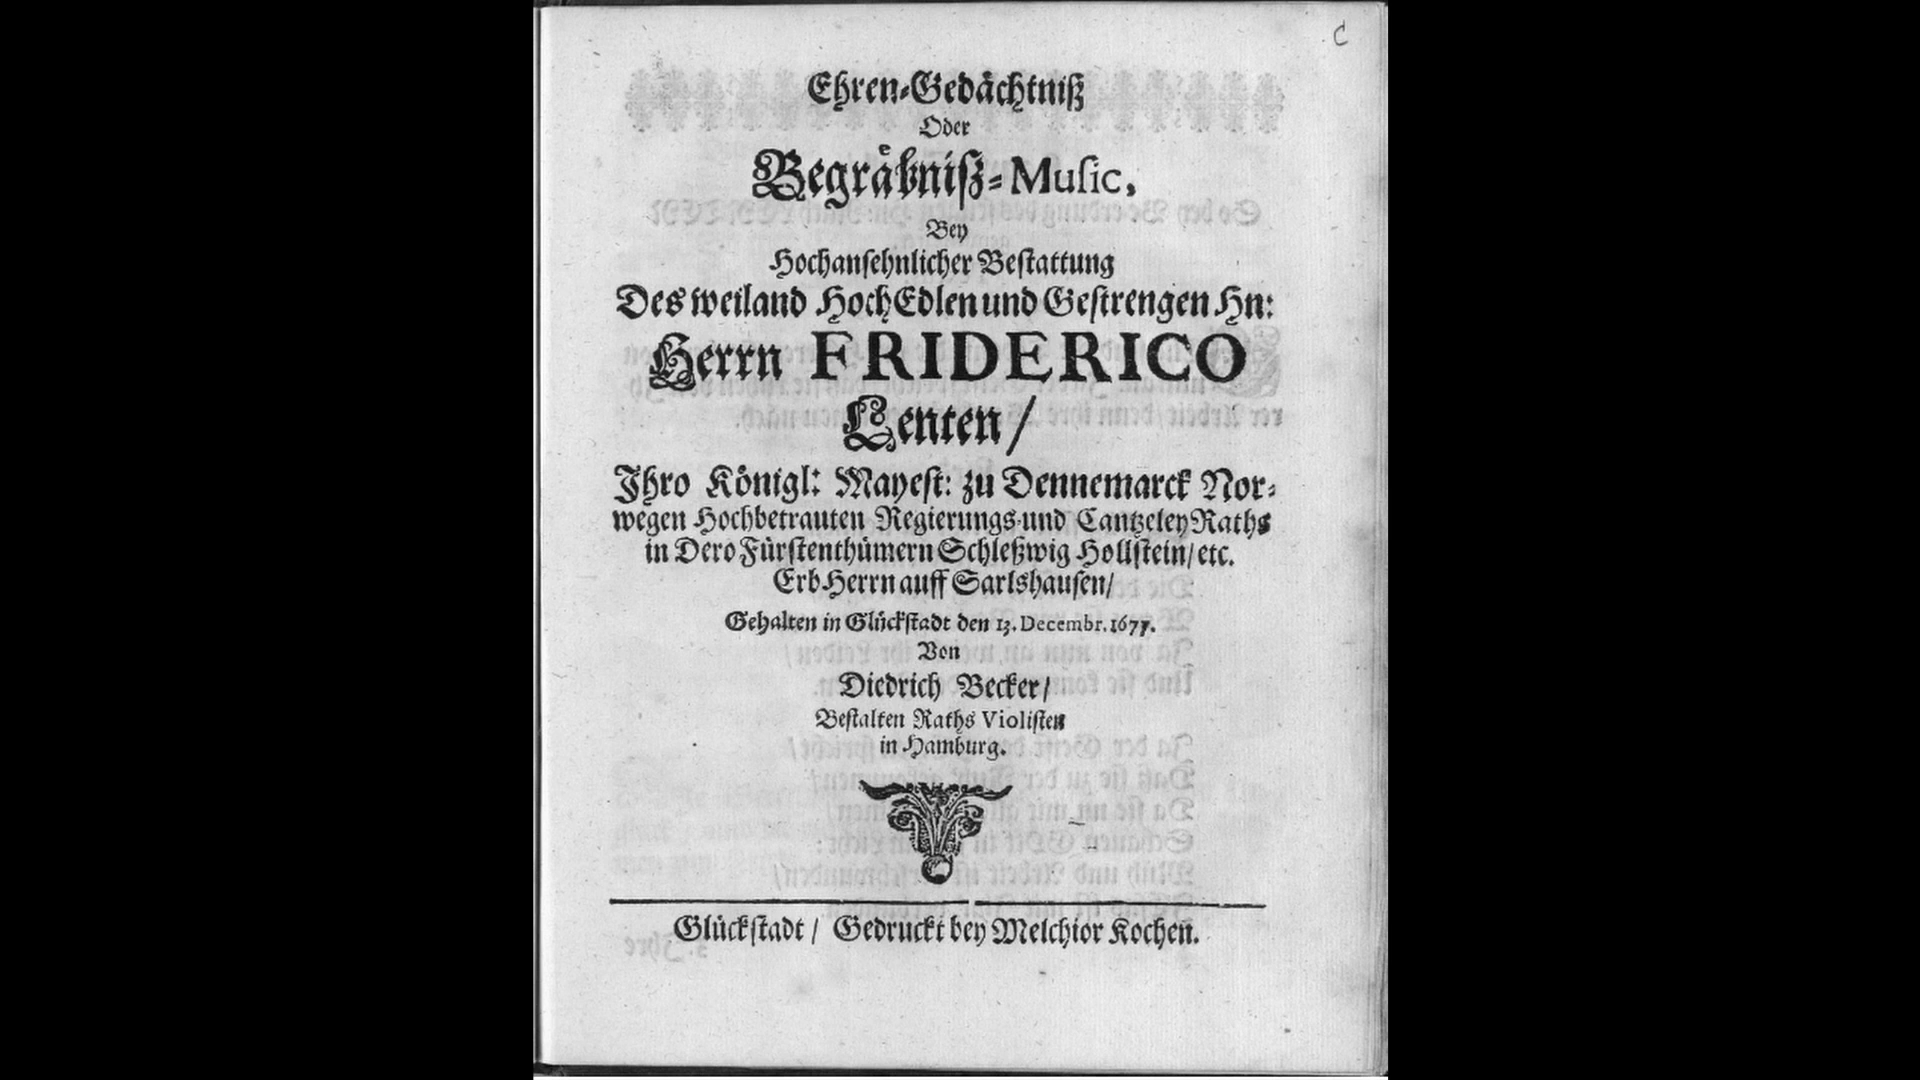 C
Ehren-Gedächtniß
Oder
Begräbniß-Music,
Bey
Hochansehnlicher Bestattung
Des weiland HochEdlen und Gestrengen Hn:
Herrn FRIDERICO
Lenten/
Ihro Königl: Mayest: zu Dennemarck Nor-
wegen Hochbetrauten Regierungs-und Cantzeley Raths
in Dero Fürstenthümern Schleßwig Hollstein/ etc.
Erb Herrn auff Sarlshausen/
Gehalten in Glückstadt den 13. Decembr. 1677.
Von
Diedrich Becker/
Bestalten Raths Violisten
in Hamburg.
Glückstadt/ Gedruckt bey Melchior Kochen.